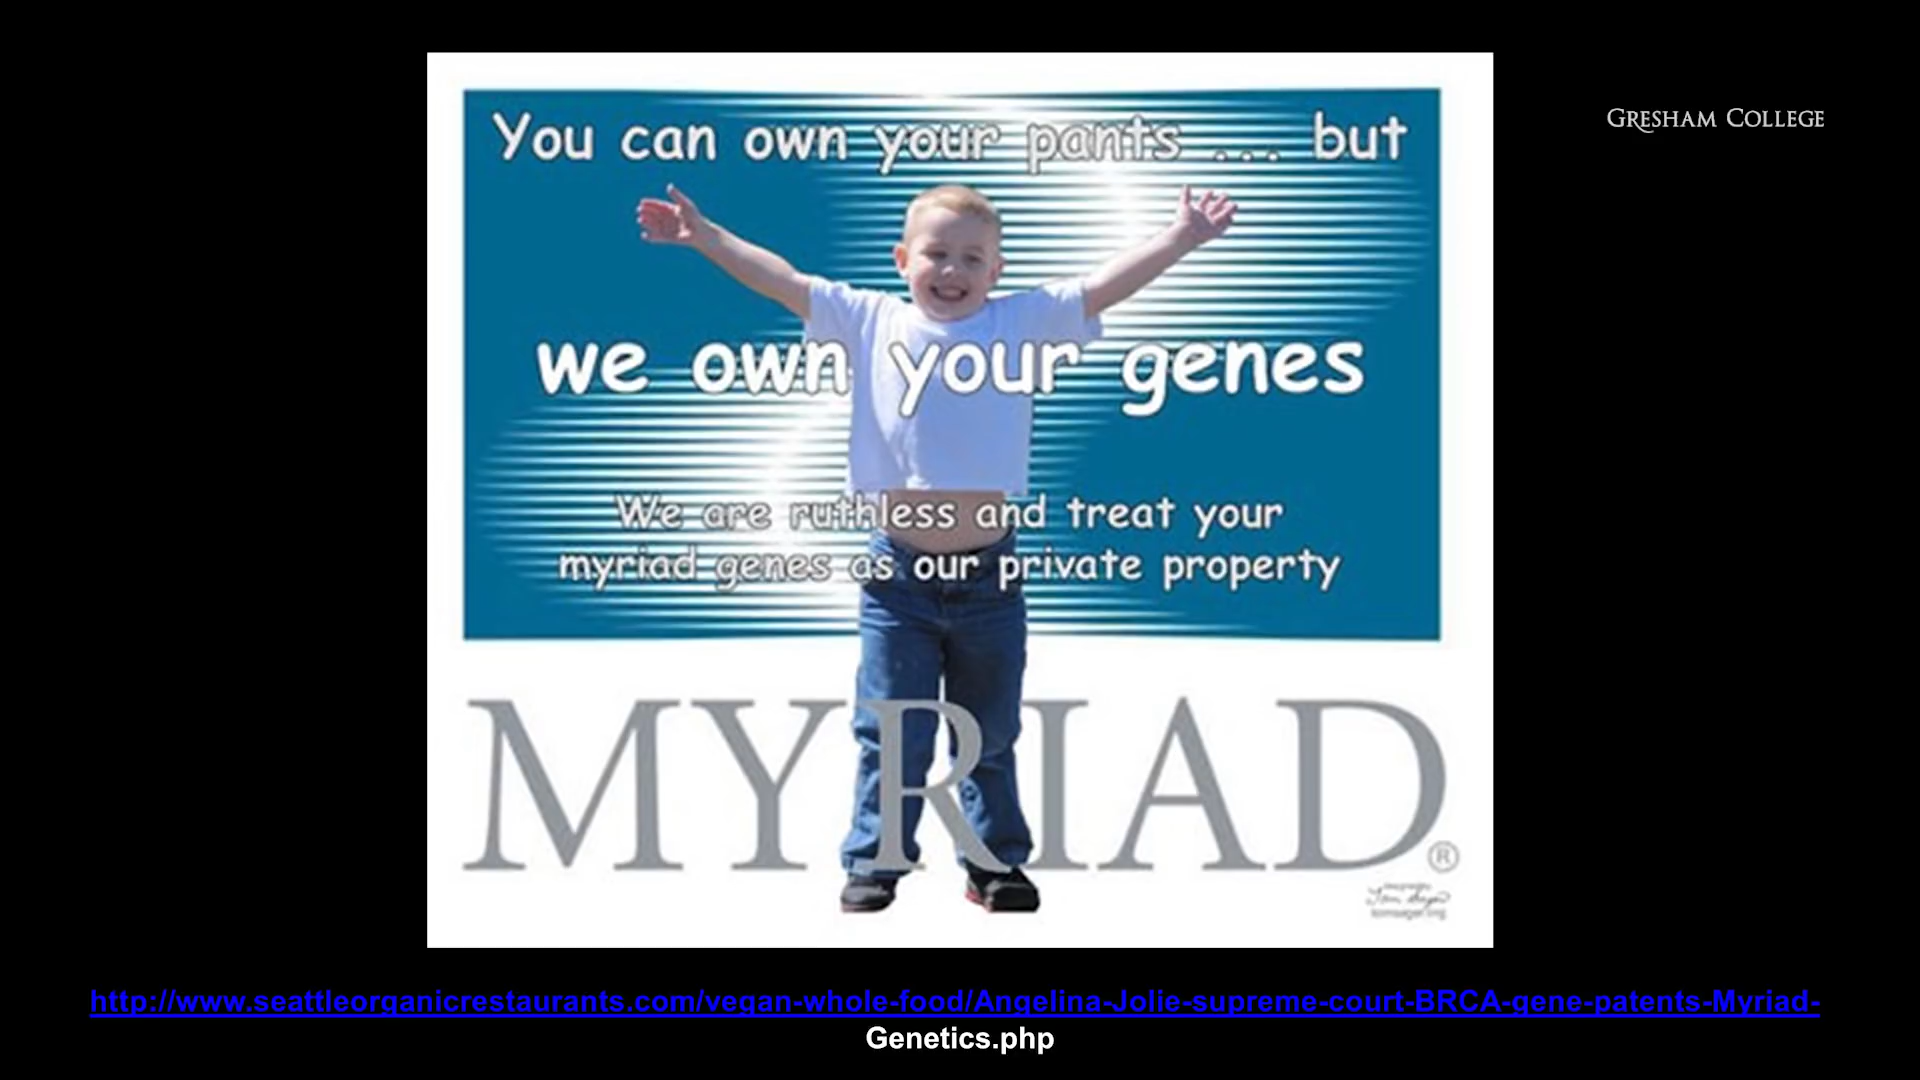 GRESHAM COLLEGE
You can own your pants ... but
we own your genes
We are ruthless and treat your
myriad genes as our private property
MYRIAD®
http://www.seattleorganicrestaurants.com/vegan-whole-food/Angelina-Jolie-supreme-court-BRCA-gene-patents-Myriad-
Genetics.php